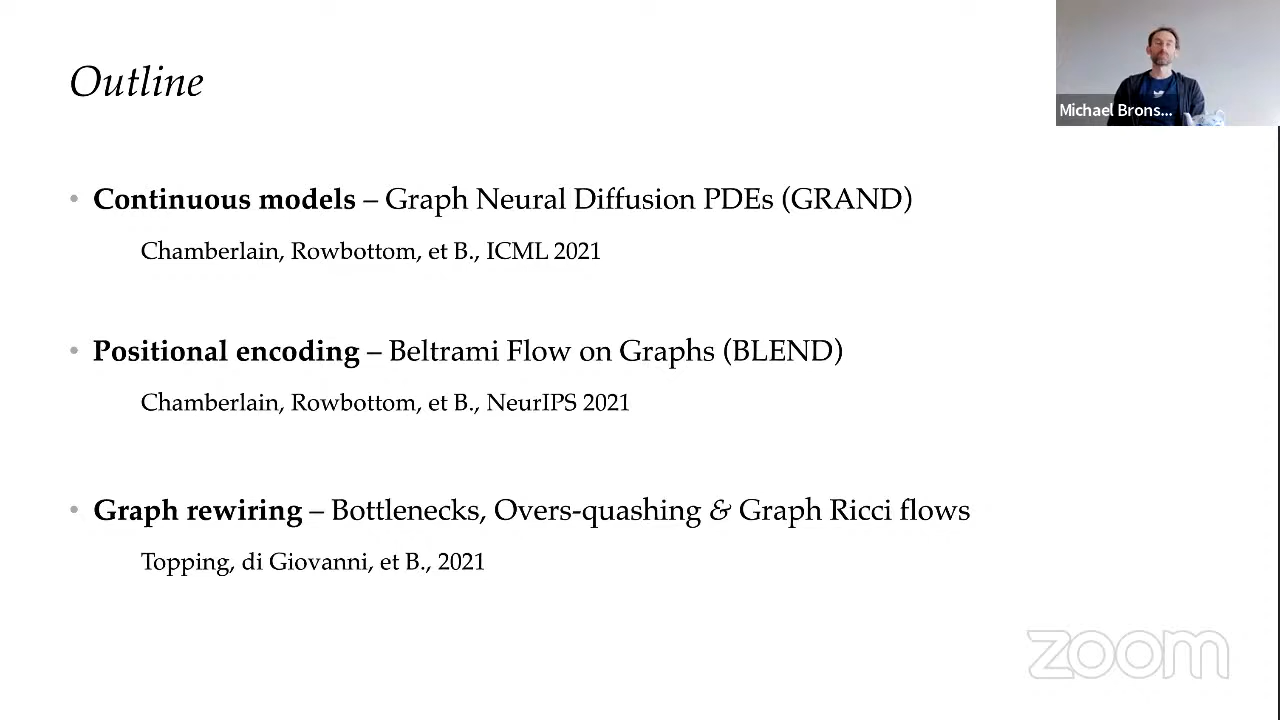 Outline
Michael Brons...
• Continuous models – Graph Neural Diffusion PDEs (GRAND)
Chamberlain, Rowbottom, et B., ICML 2021
• Positional encoding – Beltrami Flow on Graphs (BLEND)
Chamberlain, Rowbottom, et B., NeurIPS 2021
• Graph rewiring – Bottlenecks, Overs-quashing & Graph Ricci flows
Topping, di Giovanni, et B., 2021
zoom